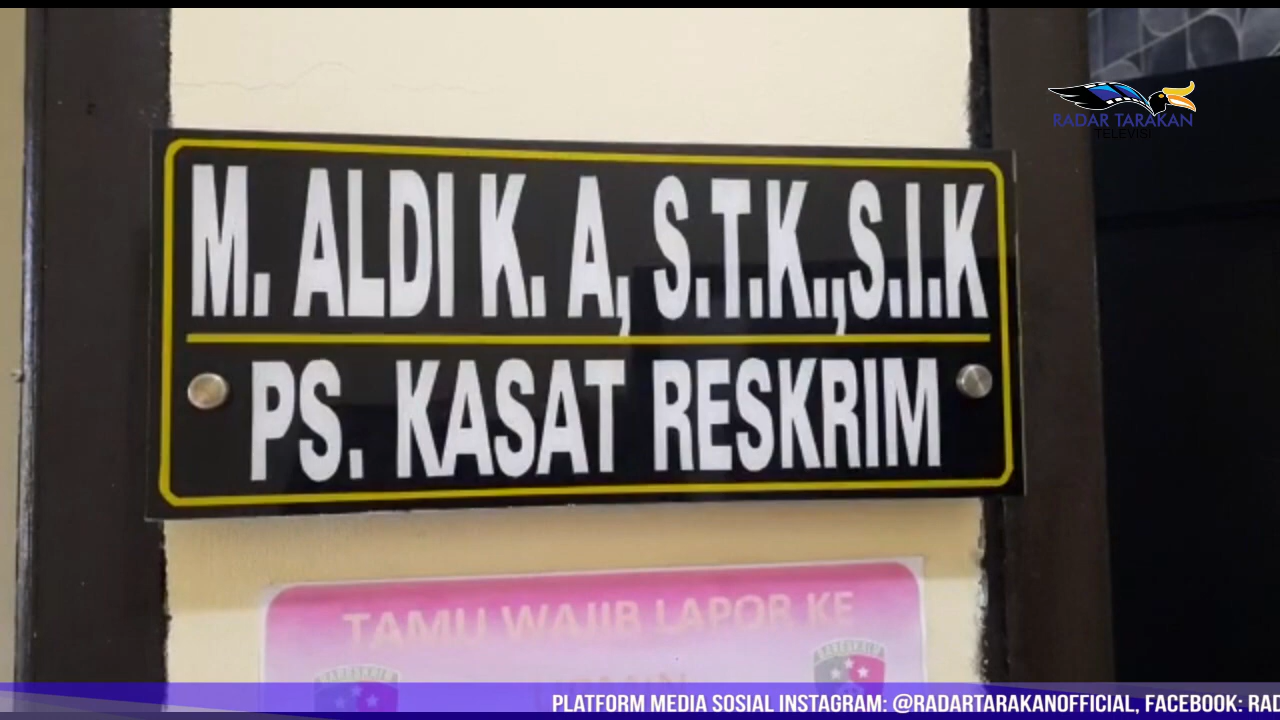 RADAR TARAKAN
TELEVISI
M. ALDI K. A, S.T.K.,S.I.K
PS. KASAT RESKRIM
TAMU WAJIB LAPOR KE
PLATFORM MEDIA SOSIAL INSTAGRAM: @RADARTARAKANOFFICIAL, FACEBOOK: RAD